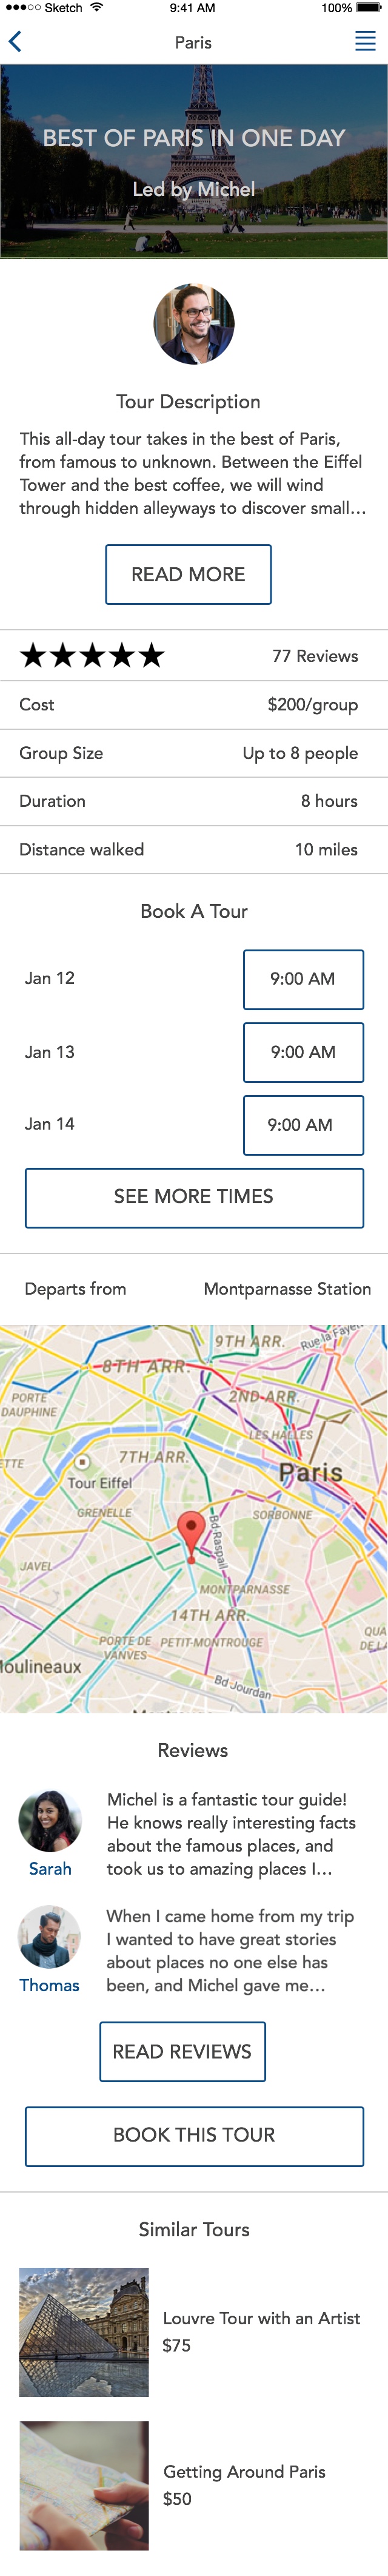 ●●●○○ Sketch 9:41 AM 100%
Paris
BEST OF PARIS IN ONE DAY
Led by Michel
Tour Description
This all-day tour takes in the best of Paris,
from famous to unknown. Between the Eiffel
Tower and the best coffee, we will wind
through hidden alleyways to discover small...
READ MORE
★★★★★ 77 Reviews
Cost $200/group
Group Size Up to 8 people
Duration 8 hours
Distance walked 10 miles
Book A Tour
Jan 12 9:00 AM
Jan 13 9:00 AM
Jan 14 9:00 AM
SEE MORE TIMES
Departs from Montparnasse Station
9TH ARR.
Rue la Fayet
8TH ARR.
PORTE
DAUPHINE
2ND ARR.
LES HALLES
ETTE
7TH ARR.
Paris
Tour Eiffel
GRENELLE
SORBONNE
Bd Raspail
JAVEL
MONTPARNASSE
14TH ARR.
PORTE DE
VANVES
PETIT-MONTROUGE
QUA
DE L
Moulineaux
Bd Jourdan
Reviews
Michel is a fantastic tour guide!
He knows really interesting facts
about the famous places, and
took us to amazing places I...
Sarah
When I came home from my trip
I wanted to have great stories
about places no one else has
been, and Michel gave me...
Thomas
READ REVIEWS
BOOK THIS TOUR
Similar Tours
Louvre Tour with an Artist
$75
Getting Around Paris
$50